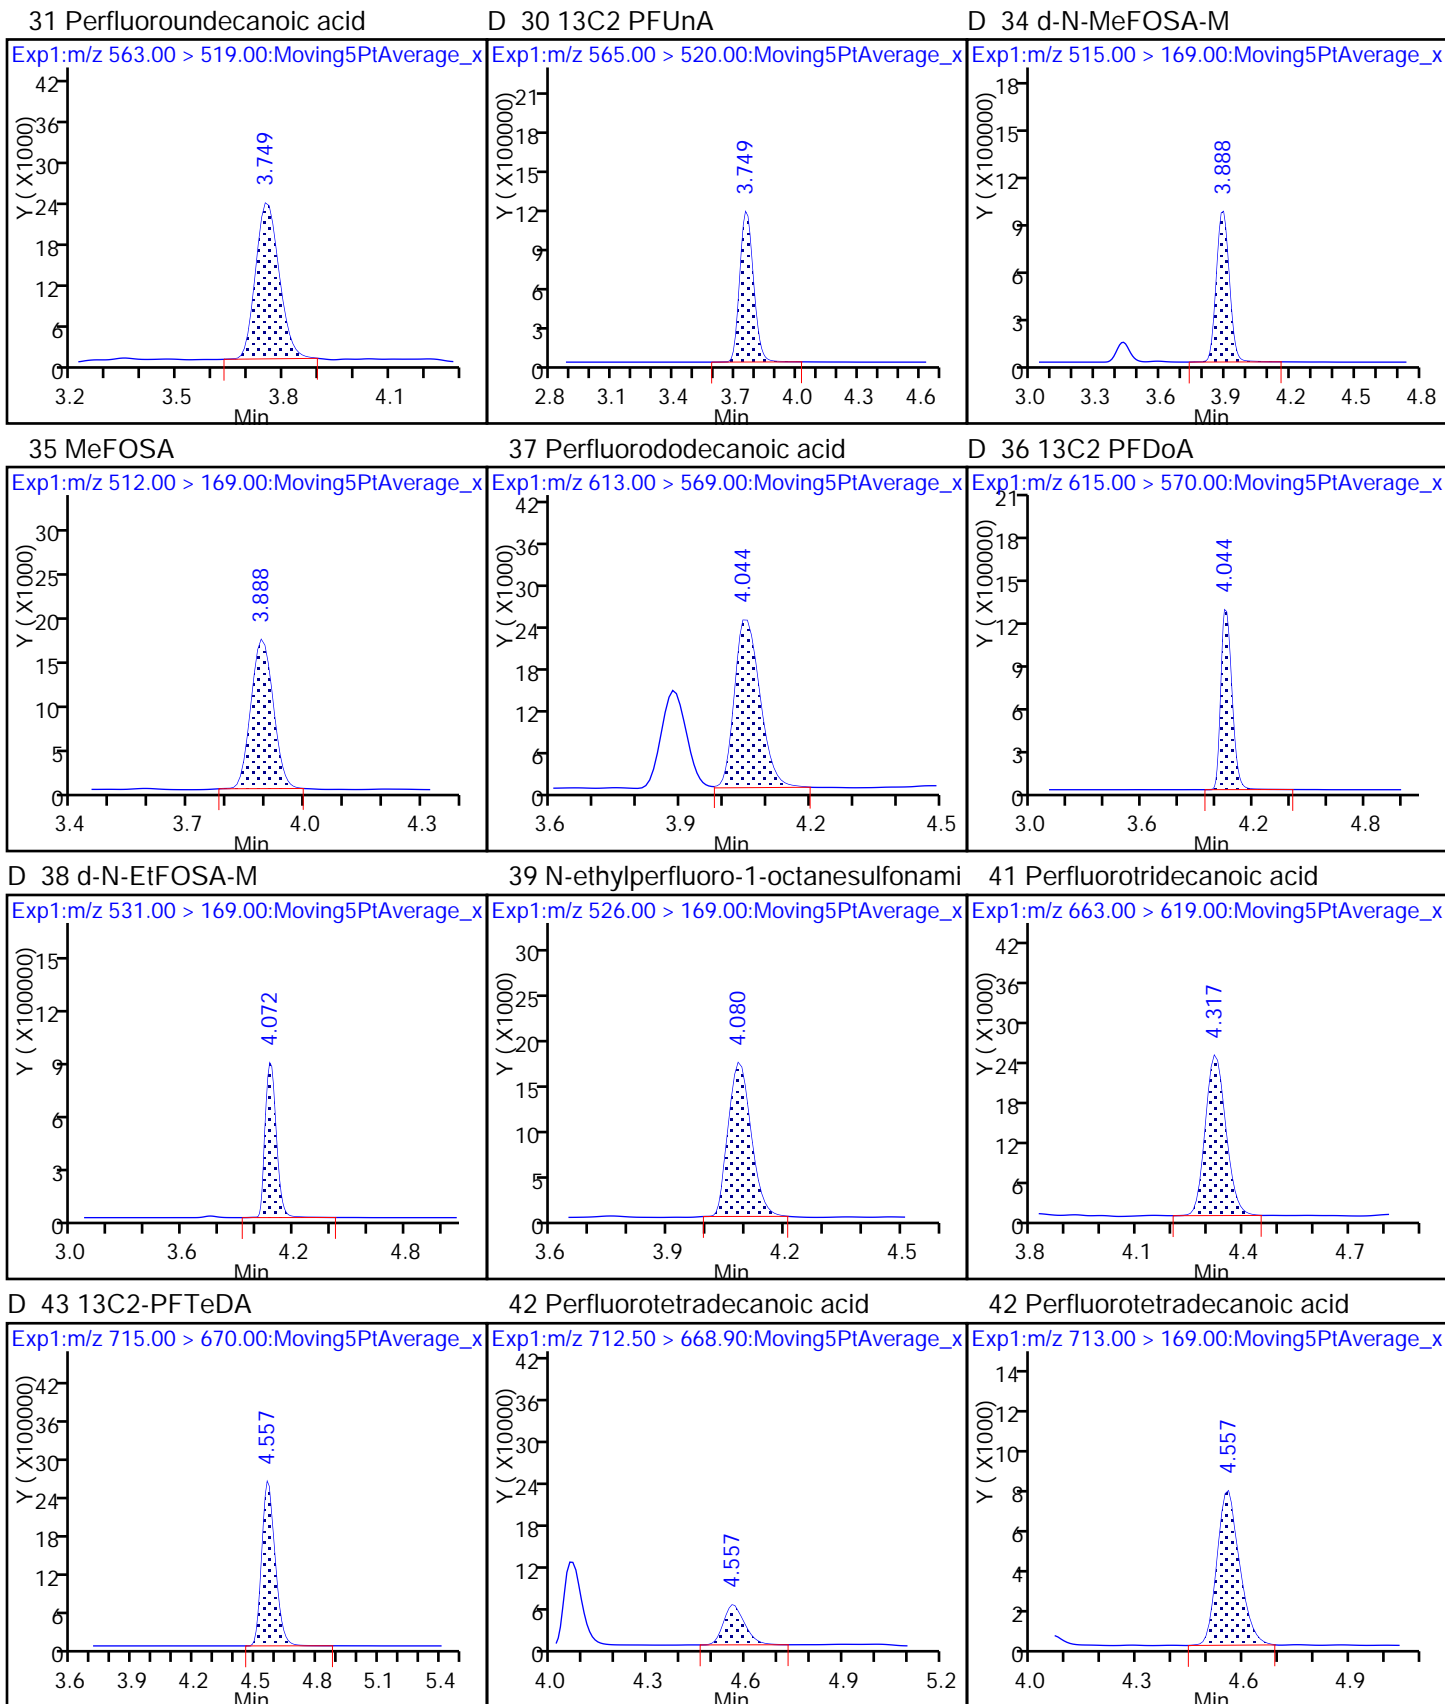 31 Perfluoroundecanoic acid
Exp1:m/z 563.00 > 519.00:Moving5PtAverage_x
Y ( X1000)
42
36
30
24
18
12
6
0
3.749
3.2 3.5 3.8 4.1
Min
D 30 13C2 PFUnA
Exp1:m/z 565.00 > 520.00:Moving5PtAverage_x
Y ( X100000)
21
18
15
12
9
6
3
0
3.749
2.8 3.1 3.4 3.7 4.0 4.3 4.6
Min
D 34 d-N-MeFOSA-M
Exp1:m/z 515.00 > 169.00:Moving5PtAverage_x
Y ( X100000)
18
15
12
9
6
3
0
3.888
3.0 3.3 3.6 3.9 4.2 4.5 4.8
Min
35 MeFOSA
Exp1:m/z 512.00 > 169.00:Moving5PtAverage_x
Y ( X1000)
30
25
20
15
10
5
0
3.888
3.4 3.7 4.0 4.3
Min
37 Perfluorododecanoic acid
Exp1:m/z 613.00 > 569.00:Moving5PtAverage_x
Y ( X1000)
42
36
30
24
18
12
6
0
4.044
3.6 3.9 4.2 4.5
Min
D 36 13C2 PFDoA
Exp1:m/z 615.00 > 570.00:Moving5PtAverage_x
Y ( X100000)
21
18
15
12
9
6
3
0
4.044
3.0 3.6 4.2 4.8
Min
D 38 d-N-EtFOSA-M
Exp1:m/z 531.00 > 169.00:Moving5PtAverage_x
Y ( X100000)
15
12
9
6
3
0
4.072
3.0 3.6 4.2 4.8
Min
39 N-ethylperfluoro-1-octanesulfonami
Exp1:m/z 526.00 > 169.00:Moving5PtAverage_x
Y ( X1000)
30
25
20
15
10
5
0
4.080
3.6 3.9 4.2 4.5
Min
41 Perfluorotridecanoic acid
Exp1:m/z 663.00 > 619.00:Moving5PtAverage_x
Y ( X1000)
42
36
30
24
18
12
6
0
4.317
3.8 4.1 4.4 4.7
Min
D 43 13C2-PFTeDA
Exp1:m/z 715.00 > 670.00:Moving5PtAverage_x
Y ( X100000)
42
36
30
24
18
12
6
0
4.557
3.6 3.9 4.2 4.5 4.8 5.1 5.4
Min
42 Perfluorotetradecanoic acid
Exp1:m/z 712.50 > 668.90:Moving5PtAverage_x
Y ( X10000)
42
36
30
24
18
12
6
0
4.557
4.0 4.3 4.6 4.9 5.2
Min
42 Perfluorotetradecanoic acid
Exp1:m/z 713.00 > 169.00:Moving5PtAverage_x
Y ( X1000)
14
12
10
8
6
4
2
0
4.557
4.0 4.3 4.6 4.9
Min